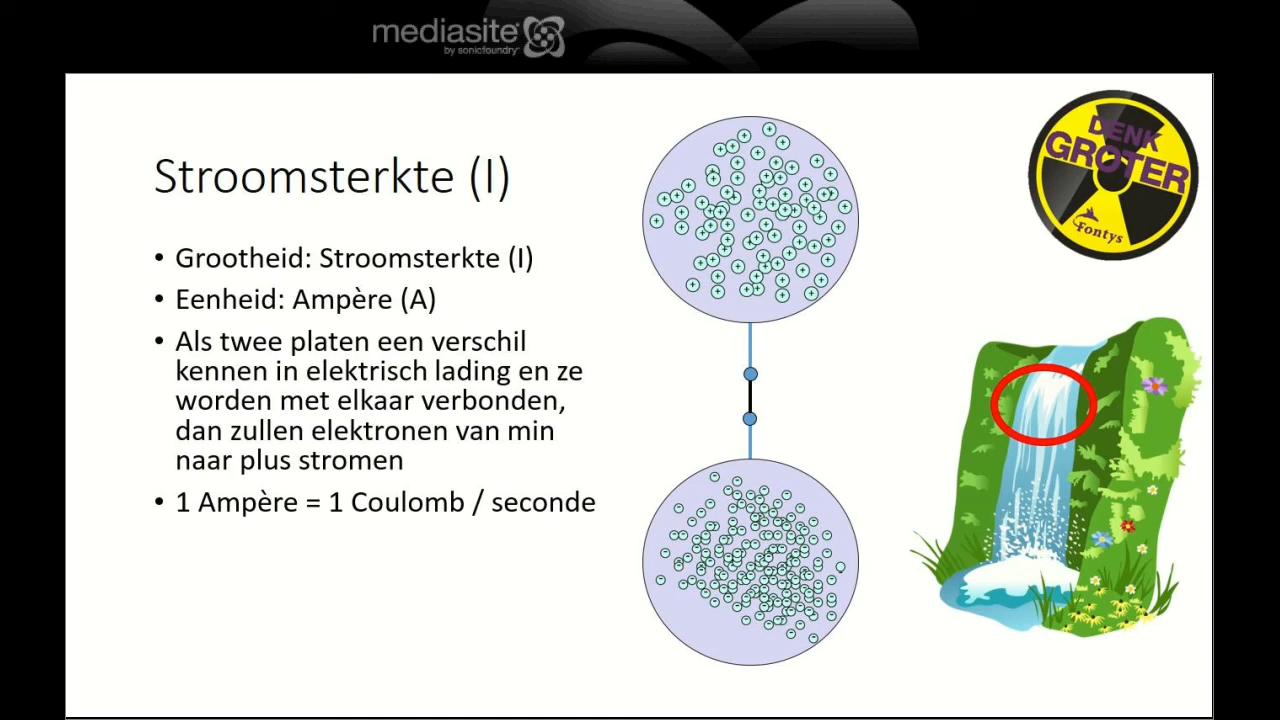 mediasite
by sonicfoundry
DENK
GROTER
Fontys
Stroomsterkte (I)
• Grootheid: Stroomsterkte (I)
• Eenheid: Ampère (A)
• Als twee platen een verschil
kennen in elektrisch lading en ze
worden met elkaar verbonden,
dan zullen elektronen van min
naar plus stromen
• 1 Ampère = 1 Coulomb / seconde